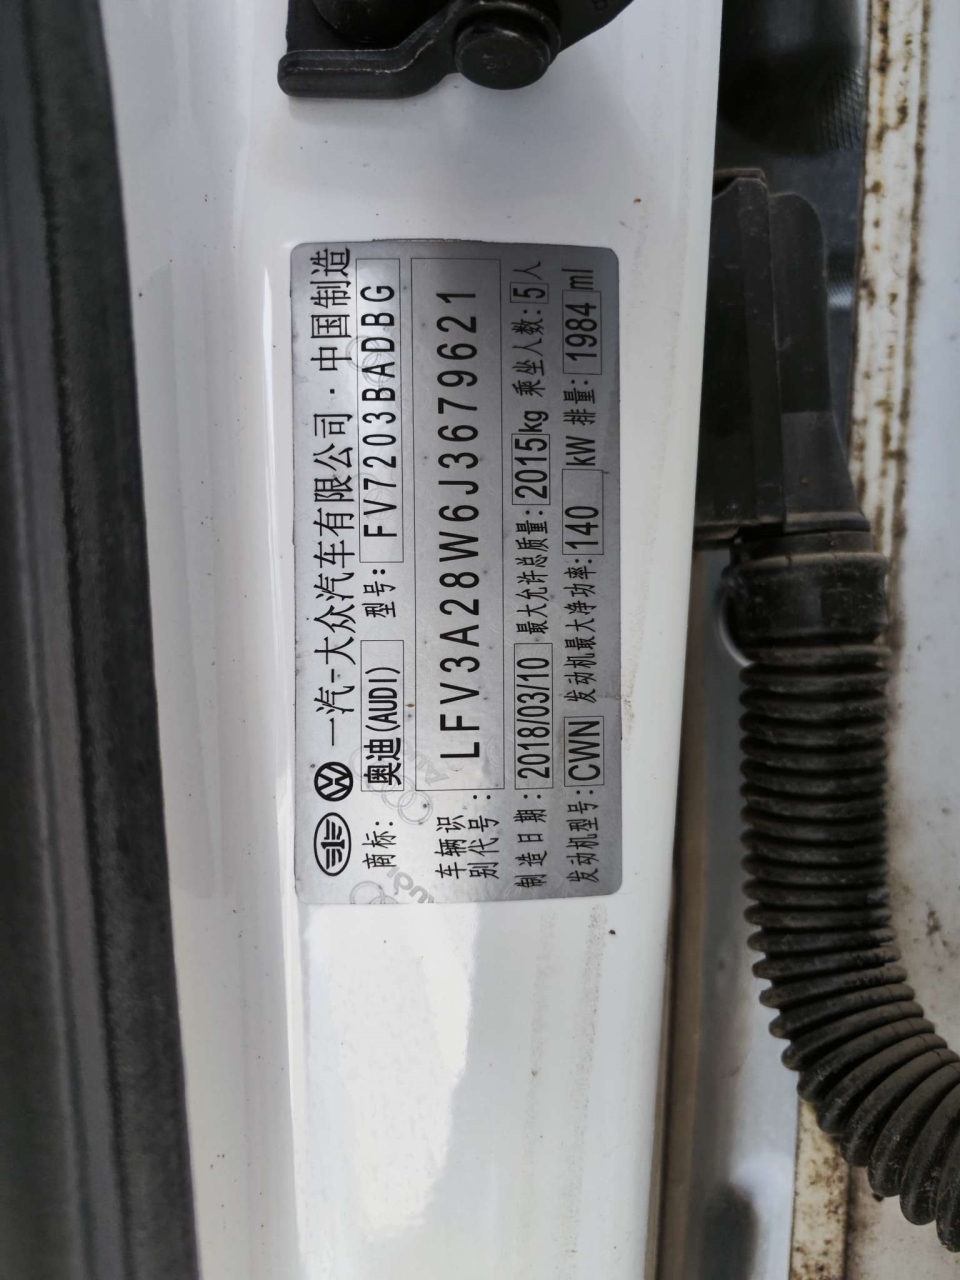 一汽-大众汽车有限公司·中国制造
商标: 奥迪(AUDI) 型号: FV7203BADBG
车辆识别代号: LFV3A28W6J3679621
制造日期: 2018/03/10 最大允许总质量: 2015kg 乘坐人数: 5人
发动机型号: CWN 发动机最大净功率: 140 kW 排量: 1984 ml